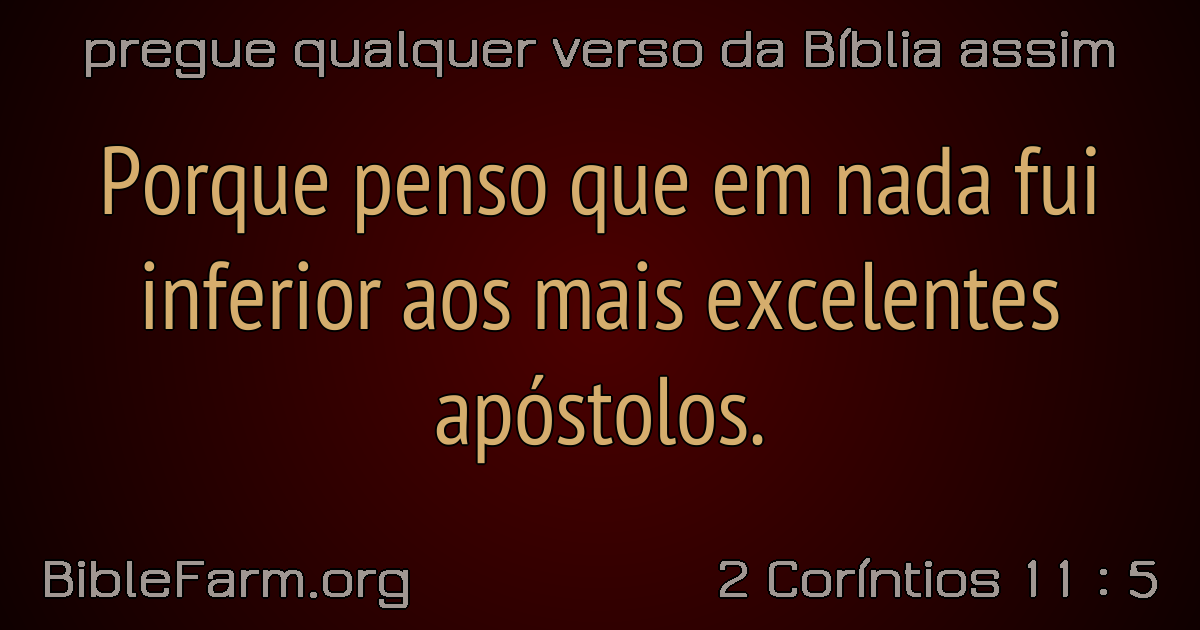 pregue qualquer verso da Bíblia assim
Porque penso que em nada fui
inferior aos mais excelentes
apóstolos.
BibleFarm.org
2 Coríntios 11 : 5